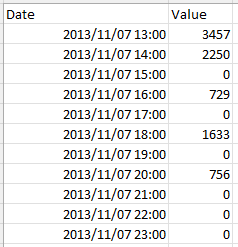 Date Value
2013/11/07 13:00 3457
2013/11/07 14:00 2250
2013/11/07 15:00 0
2013/11/07 16:00 729
2013/11/07 17:00 0
2013/11/07 18:00 1633
2013/11/07 19:00 0
2013/11/07 20:00 756
2013/11/07 21:00 0
2013/11/07 22:00 0
2013/11/07 23:00 0